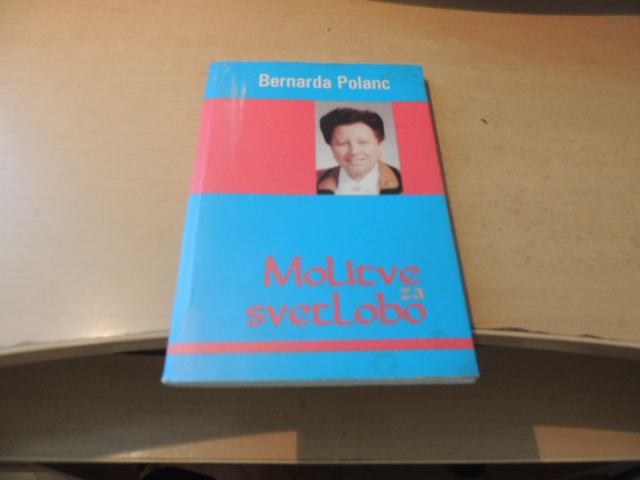 Bernarda Polanc
Molitve
za
svetlobo